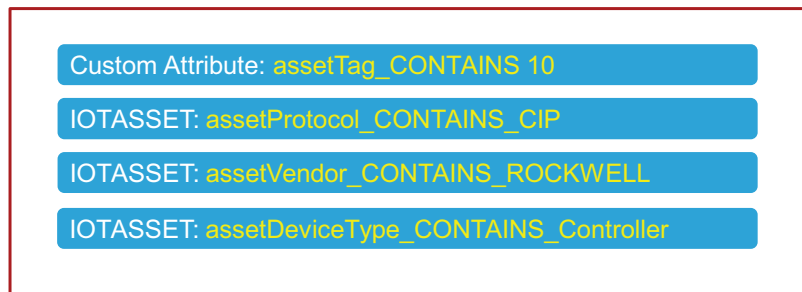 Custom Attribute: assetTag_CONTAINS 10
IOTASSET: assetProtocol_CONTAINS_CIP
IOTASSET: assetVendor_CONTAINS_ROCKWELL
IOTASSET: assetDeviceType_CONTAINS_Controller